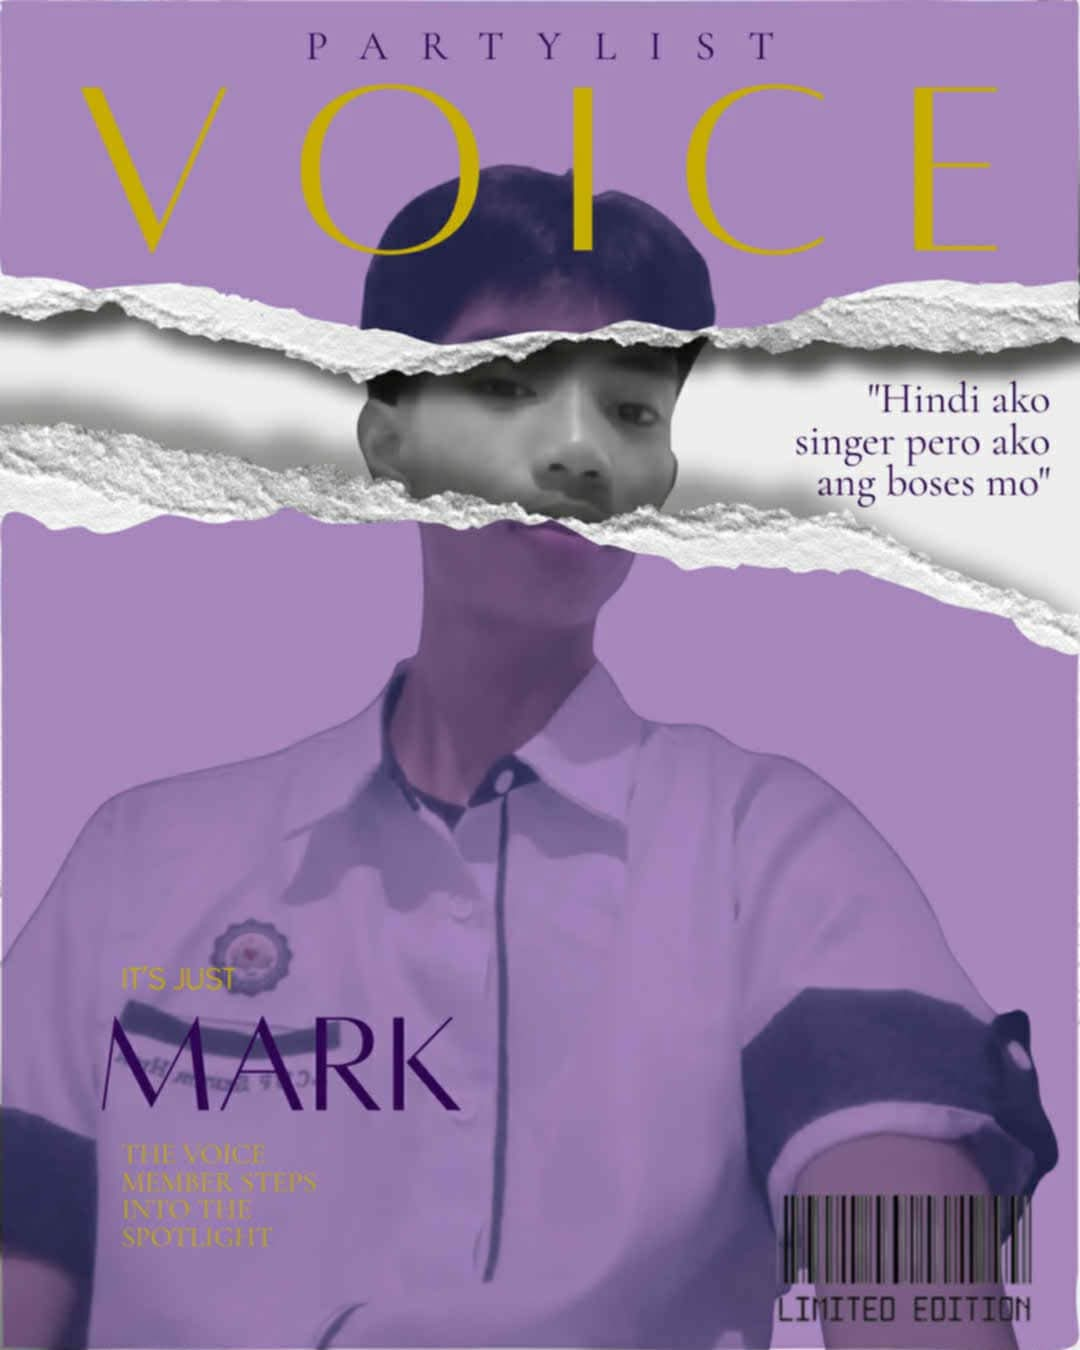 PARTYLIST
VOICE
"Hindi ako
singer pero ako
ang boses mo"
IT'S JUST
MARK
THE VOICE
MEMBER STEPS
INTO THE
SPOTLIGHT
LIMITED EDITION